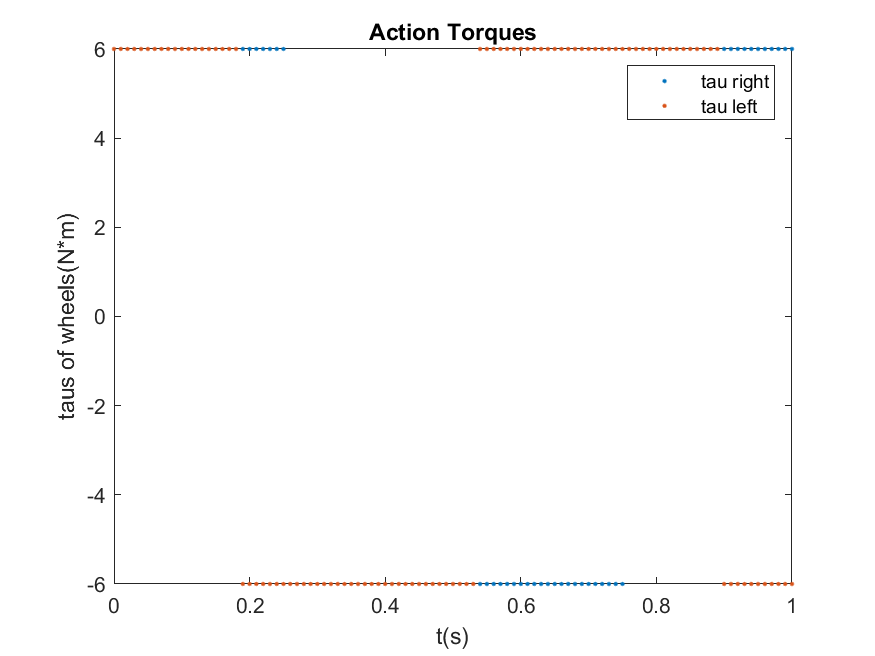 Action Torques
6
4
2
0
-2
-4
-6
taus of wheels(N*m)
tau right
tau left
0
0.2
0.4
0.6
0.8
1
t(s)